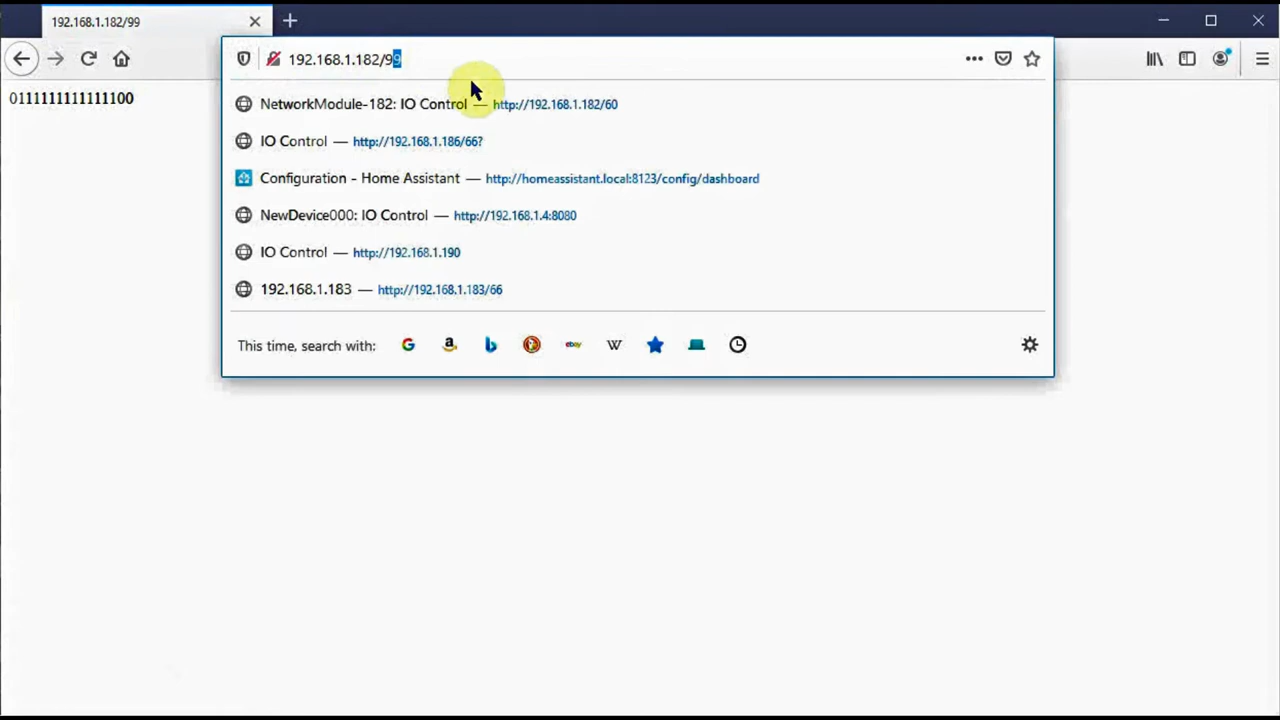 192.168.1.182/99
192.168.1.182/99
0111111111111100
NetworkModule-182: IO Control — http://192.168.1.182/60
IO Control — http://192.168.1.186/66?
Configuration - Home Assistant — http://homeassistant.local:8123/config/dashboard
NewDevice000: IO Control — http://192.168.1.4:8080
IO Control — http://192.168.1.190
192.168.1.183 — http://192.168.1.183/66
This time, search with: G a b ebay W